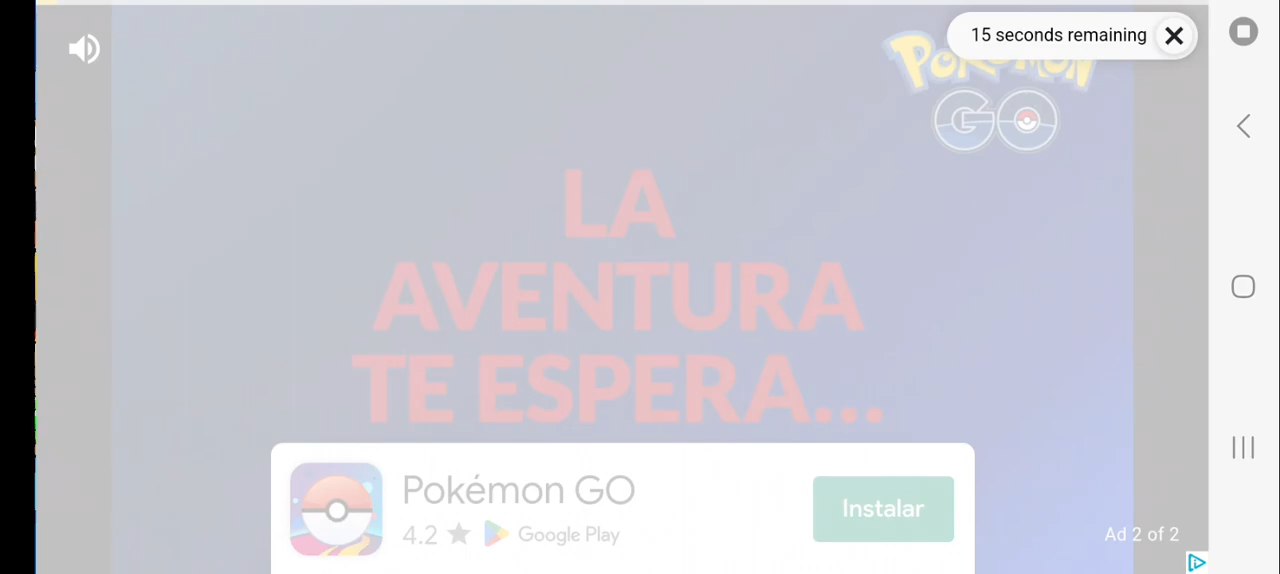 15 seconds remaining
POKÉMON
GO
LA
AVENTURA
TE ESPERA...
Pokémon GO
4.2 ★ Google Play
Instalar
Ad 2 of 2